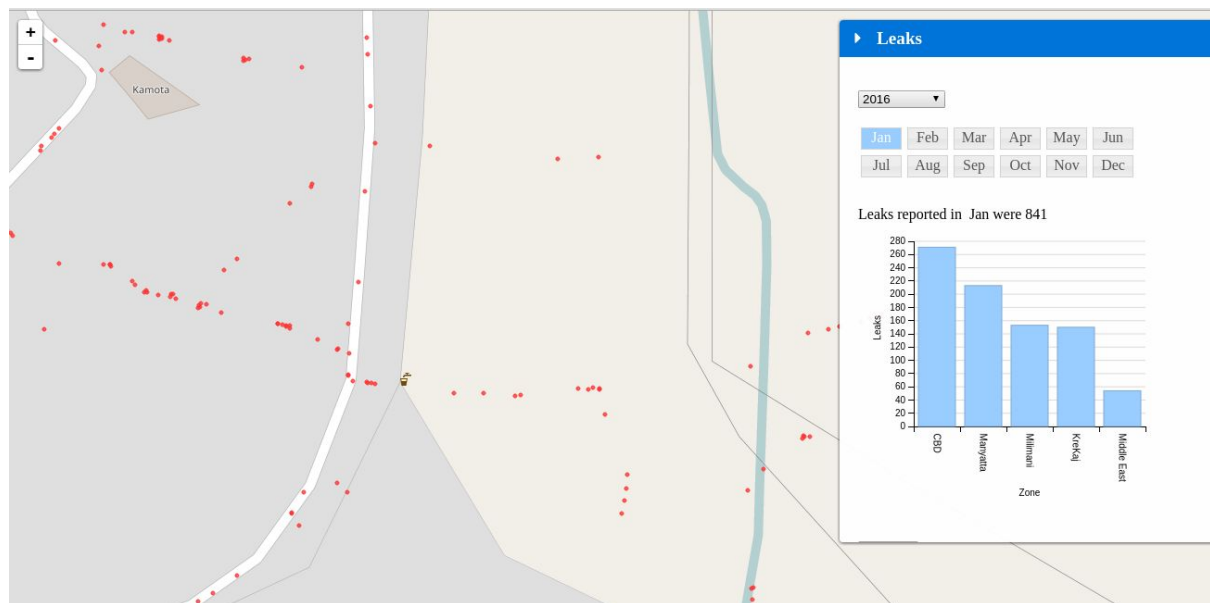 +
-
Kamota
Leaks
2016
Jan Feb Mar Apr May Jun
Jul Aug Sep Oct Nov Dec
Leaks reported in Jan were 841
280
260
240
220
200
180
160
140
120
100
80
60
40
20
0
Leaks
CBD
Manyatta
Milimani
KreKaj
Middle East
Zone